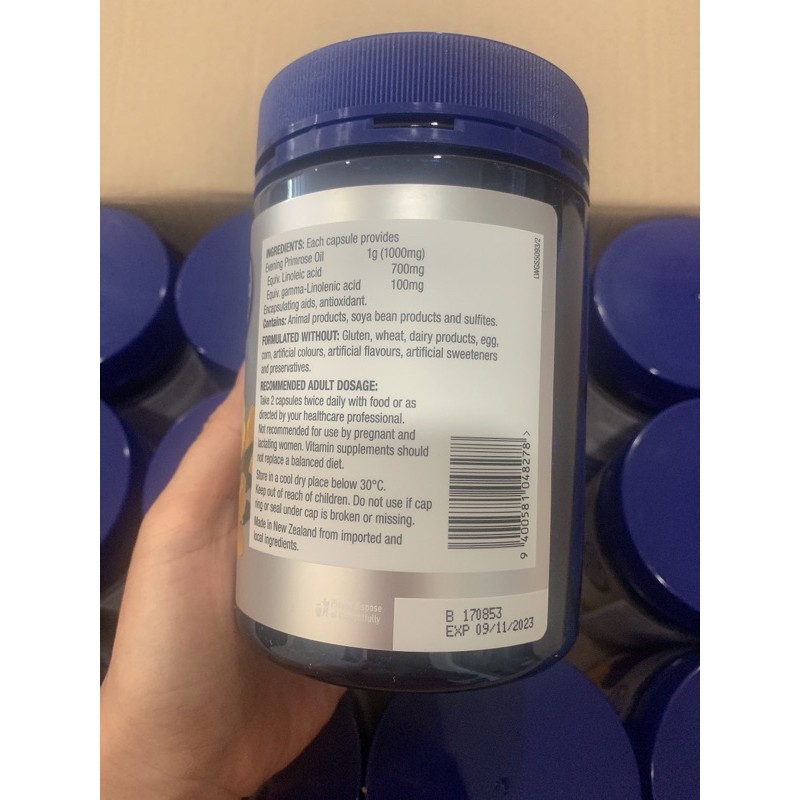 INGREDIENTS: Each capsule provides
Evening Primrose Oil 1g (1000mg)
Equiv. Linoleic acid 700mg
Equiv. gamma-Linolenic acid 100mg
Encapsulating aids, antioxidant.
Contains: Animal products, soya bean products and sulfites.
FORMULATED WITHOUT: Gluten, wheat, dairy products, egg,
corn, artificial colours, artificial flavours, artificial sweeteners
and preservatives.
RECOMMENDED ADULT DOSAGE:
Take 2 capsules twice daily with food or as
directed by your healthcare professional.
Not recommended for use by pregnant and
lactating women. Vitamin supplements should
not replace a balanced diet.
Store in a cool dry place below 30°C.
Keep out of reach of children. Do not use if cap
ring or seal under cap is broken or missing.
Made in New Zealand from imported and
local ingredients.
9 400581 048278 >
B 170853
EXP 09/11/2023